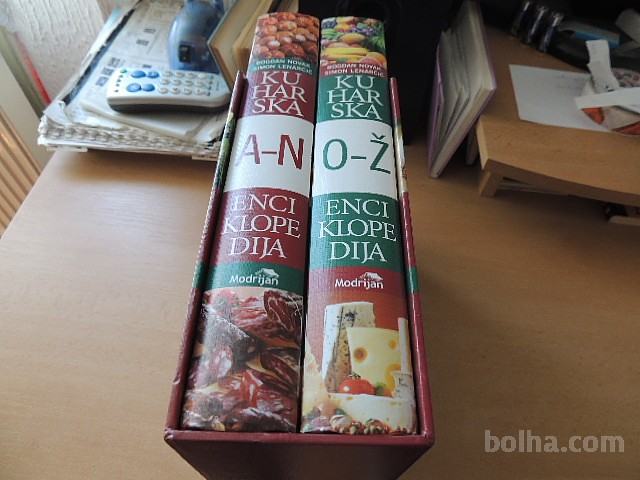 BOGDAN NOVAK
SIMON LENARČIČ
KU
HAR
SKA
A–N
ENCI
KLOPE
DIJA
Modrijan
BOGDAN NOVAK
SIMON LENARČIČ
KU
HAR
SKA
O–Ž
ENCI
KLOPE
DIJA
Modrijan
bolha.com